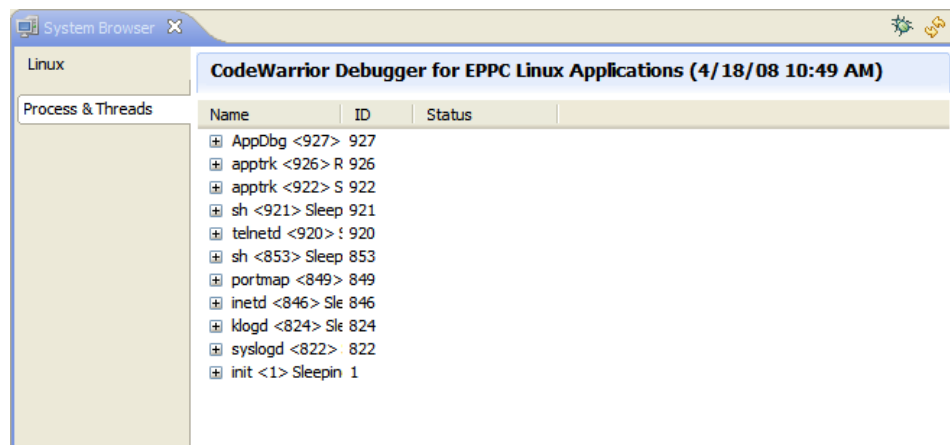 System Browser
Linux
CodeWarrior Debugger for EPPC Linux Applications (4/18/08 10:49 AM)
Process & Threads
Name ID Status
AppDbg <927> 927
apptrk <926> R 926
apptrk <922> S 922
sh <921> Sleep 921
telnetd <920> 920
sh <853> Sleep 853
portmap <849> 849
inetd <846> Sle 846
klogd <824> Sle 824
syslogd <822> 822
init <1> Sleepin 1